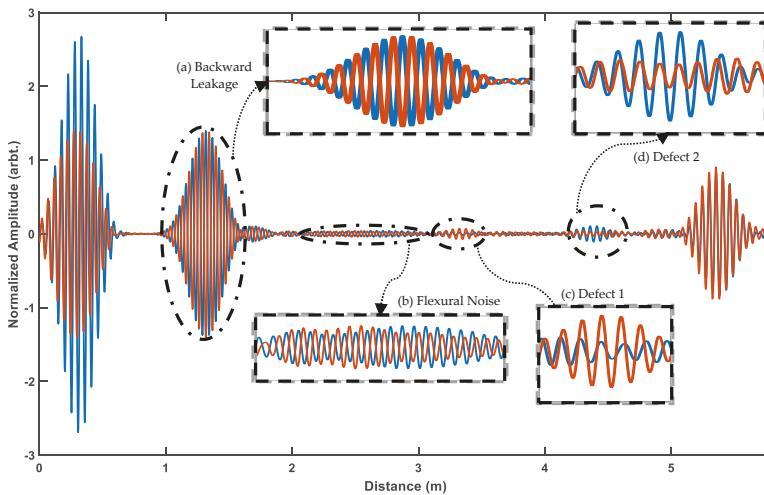 3
2
1
0
-1
-2
-3
Normalized Amplitude (arbt.)
(a) Backward
Leakage
(d) Defect 2
(b) Flexural Noise
(c) Defect 1
0
1
2
3
4
5
Distance (m)